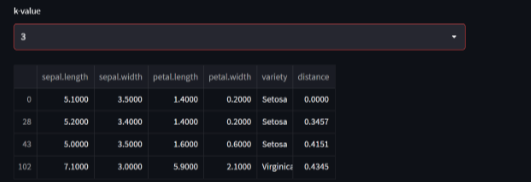 k-value
3
sepal.length sepal.width petal.length petal.width variety distance
0 5.1000 3.5000 1.4000 0.2000 Setosa 0.0000
28 5.2000 3.4000 1.4000 0.2000 Setosa 0.3457
43 5.0000 3.5000 1.6000 0.6000 Setosa 0.4151
102 7.1000 3.0000 5.9000 2.1000 Virginica 0.4345